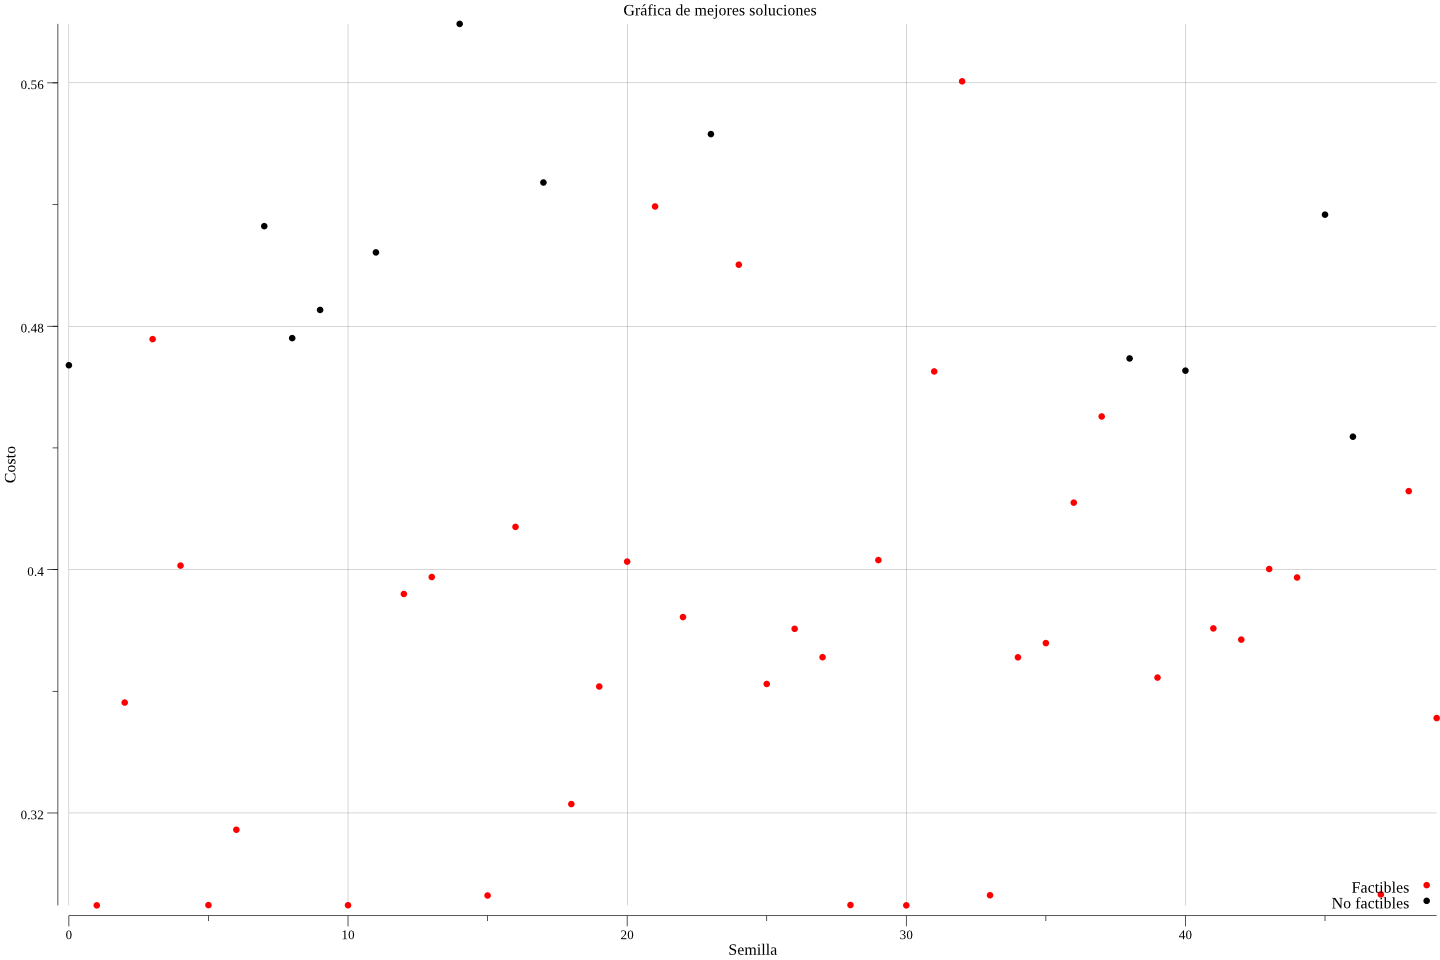 Gráfica de mejores soluciones
0.56
0.48
0.4
0.32
Costo
Factibles
No factibles
0 10 20 30 40
Semilla